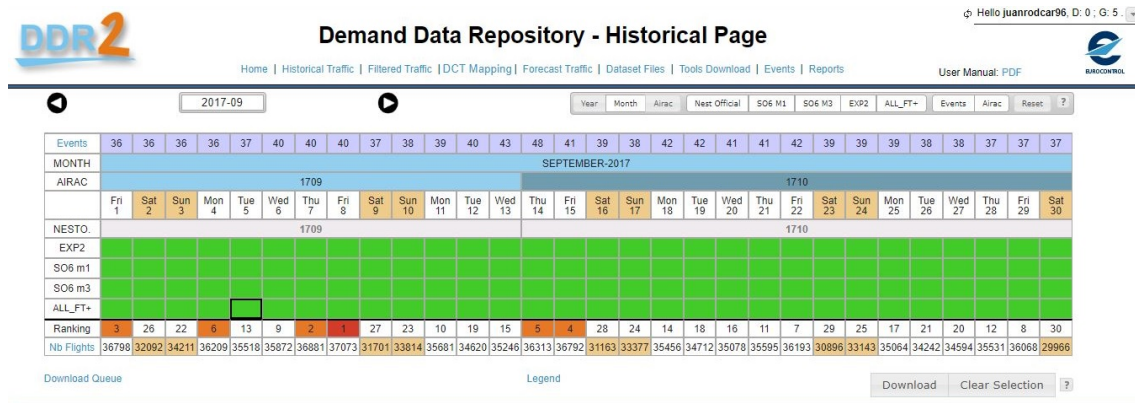 Hello juanrodcar96, D: 0 ; G: 5 .
DDR2
Demand Data Repository - Historical Page
EUROCONTROL
Home | Historical Traffic | Filtered Traffic | DCT Mapping | Forecast Traffic | Dataset Files | Tools Download | Events | Reports
User Manual: PDF
2017-09
Year Month Airac Nest Official SO6 M1 SO6 M3 EXP2 ALL_FT+ Events Airac Reset ?
Events 36 36 36 36 37 40 40 40 37 38 39 40 43 48 41 39 38 42 42 41 41 42 39 39 39 38 38 37 37 37
MONTH SEPTEMBER-2017
AIRAC 1709 1710
Fri Sat Sun Mon Tue Wed Thu Fri Sat Sun Mon Tue Wed Thu Fri Sat Sun Mon Tue Wed Thu Fri Sat Sun Mon Tue Wed Thu Fri Sat
1 2 3 4 5 6 7 8 9 10 11 12 13 14 15 16 17 18 19 20 21 22 23 24 25 26 27 28 29 30
NESTO. 1709 1710
EXP2
SO6 m1
SO6 m3
ALL_FT+
Ranking 3 26 22 6 13 9 2 1 27 23 10 19 15 5 4 28 24 14 18 16 11 7 29 25 17 21 20 12 8 30
Nb Flights 36798 32092 34211 36209 35518 35872 36881 37073 31701 33814 35681 34620 35246 36313 36792 31163 33377 35456 34712 35078 35595 36193 30896 33143 35064 34242 34594 35531 36068 29966
Download Queue Legend Download Clear Selection ?